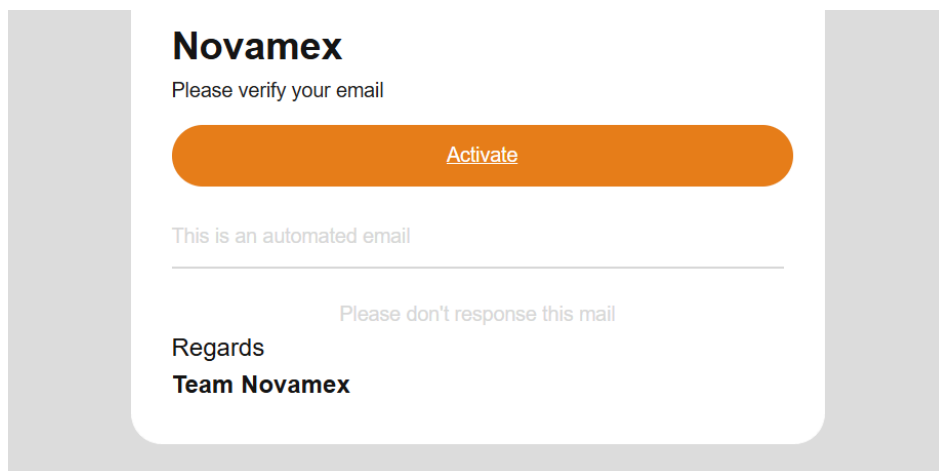 Novamex
Please verify your email
Activate
This is an automated email
Please don't response this mail
Regards
Team Novamex